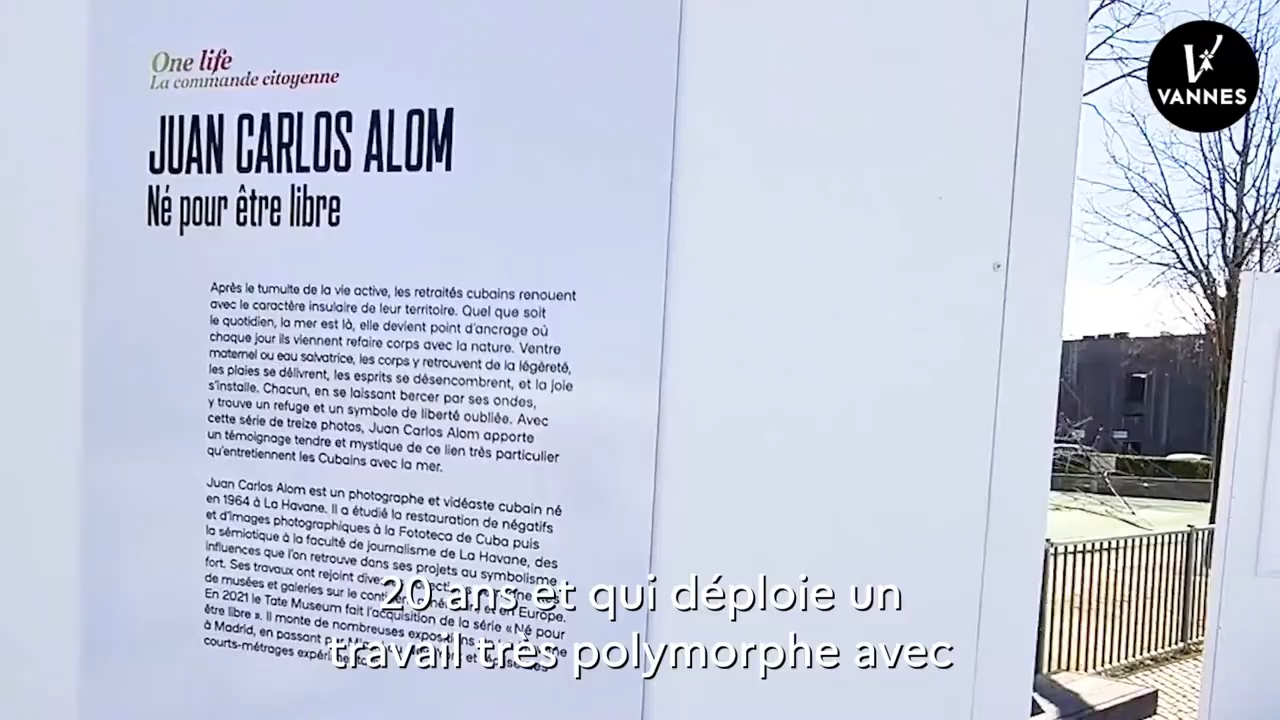 One life
La commande citoyenne
JUAN CARLOS ALOM
Né pour être libre
Après le tumulte de la vie active, les retraités cubains renouent
avec le caractère insulaire de leur territoire. Quel que soit
le quotidien, la mer est là, elle devient point d'ancrage où
chaque jour ils viennent refaire corps avec la nature. Ventre
maternel ou eau salvatrice, les corps y retrouvent de la légèreté,
les plaies se délivrent, les esprits se désencombrent, et la joie
s'installe. Chacun, en se laissant bercer par ses ondes,
y trouve un refuge et un symbole de liberté oubliée. Avec
cette série de treize photos, Juan Carlos Alom apporte
un témoignage tendre et mystique de ce lien très particulier
qu'entretiennent les Cubains avec la mer.
Juan Carlos Alom est un photographe et vidéaste cubain né
en 1964 à La Havane. Il a étudié la restauration de négatifs
et d'images photographiques à la Fototeca de Cuba puis
la sémiotique à la faculté de journalisme de La Havane, des
influences que l'on retrouve dans ses projets au symbolisme
fort. Ses travaux ont rejoint
de musées et galeries sur le et en Europe.
En 2021 le Tate Museum fait l'acquisition de la série « Né pour
être libre ». Il monte de nombreuses
à Madrid, en passant
courts-métrages
20 ans et qui déploie un
travail très polymorphe avec
VANNES